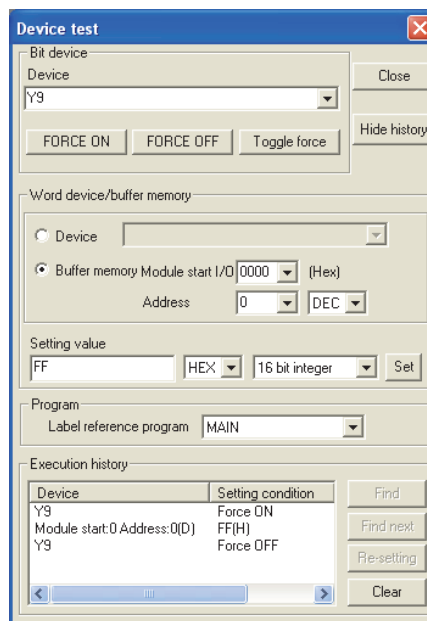 Device test
Bit device
Device
Close
Y9
FORCE ON FORCE OFF Toggle force
Hide history
Word device/buffer memory
Device
Buffer memory Module start I/O 0000 (Hex)
Address 0 DEC
Setting value
FF HEX 16 bit integer Set
Program
Label reference program MAIN
Execution history
Device Setting condition
Find
Y9 Force ON
Module start:0 Address:0(D) FF(H)
Find next
Y9 Force OFF
Re-setting
Clear